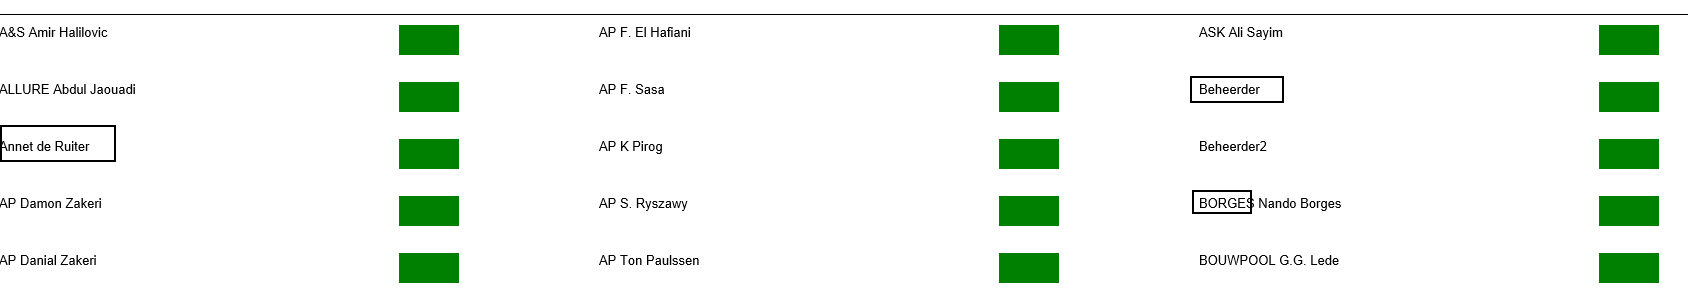 A&S Amir Halilovic
ALLURE Abdul Jaouadi
Annet de Ruiter
AP Damon Zakeri
AP Danial Zakeri
AP F. El Hafiani
AP F. Sasa
AP K Pirog
AP S. Ryszawy
AP Ton Paulssen
ASK Ali Sayim
Beheerder
Beheerder2
BORGES Nando Borges
BOUWPOOL G.G. Lede